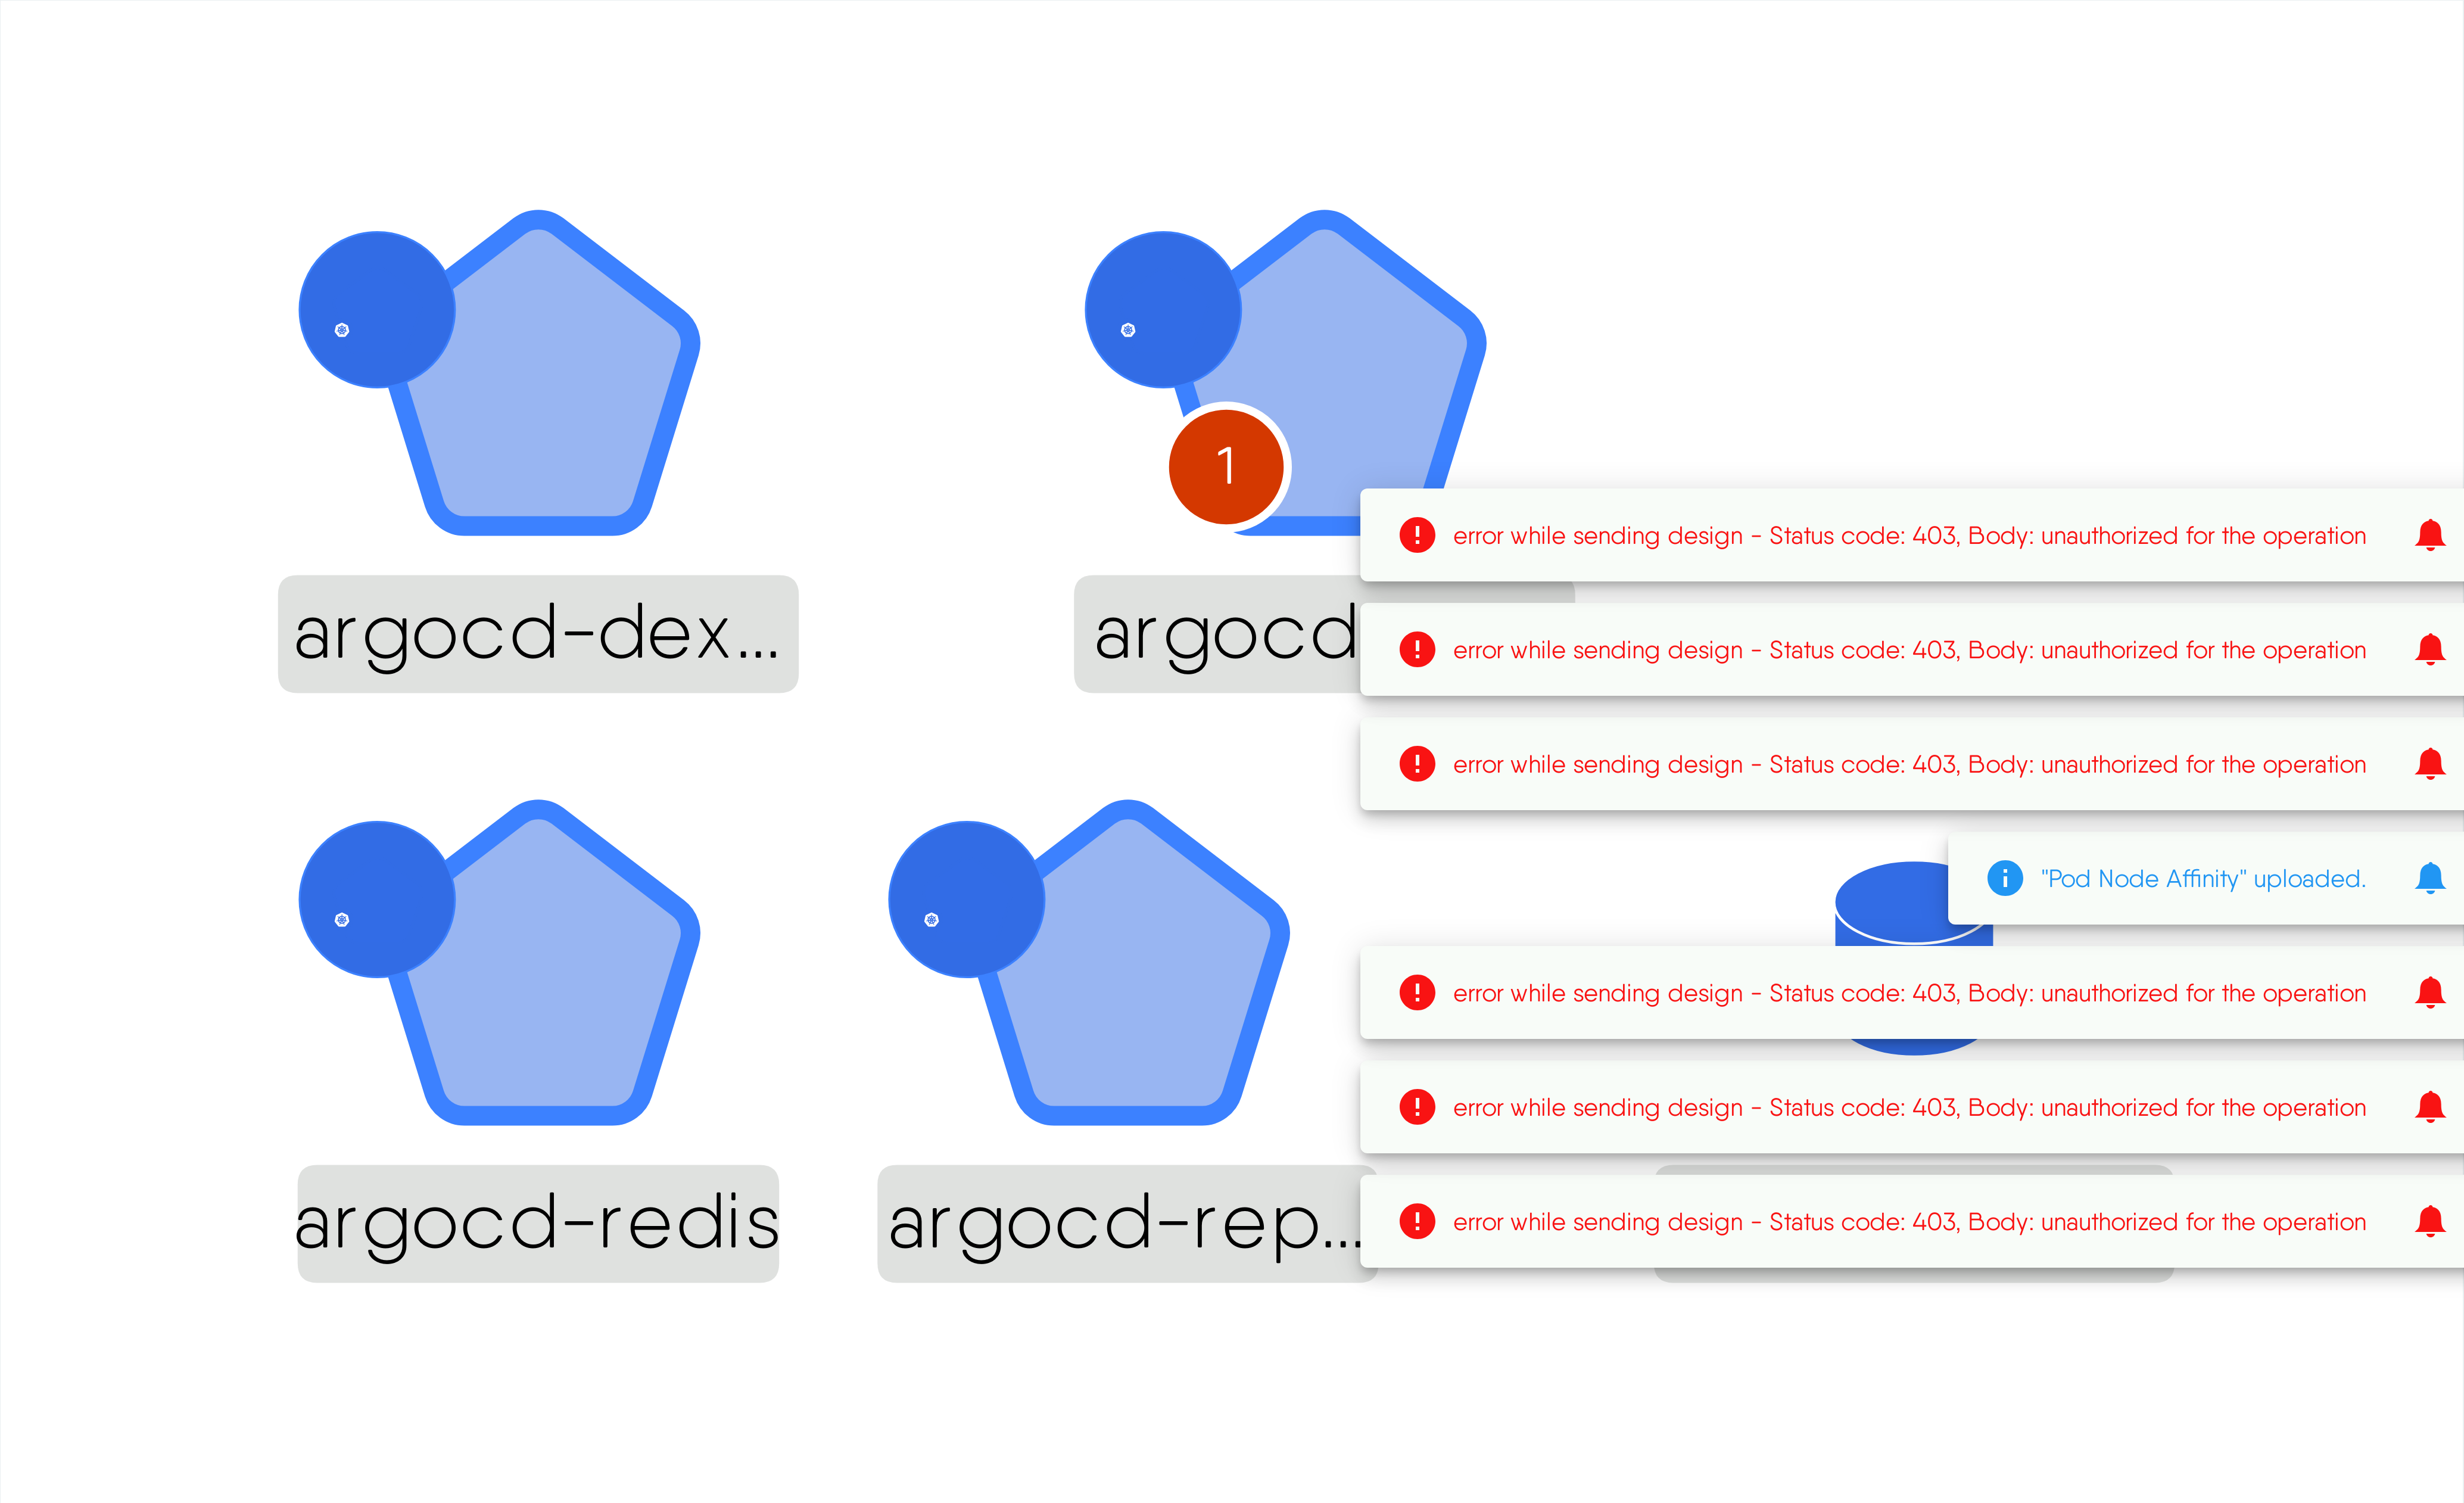 1
error while sending design - Status code: 403, Body: unauthorized for the operation
argocd-dex...
argocd
error while sending design - Status code: 403, Body: unauthorized for the operation
error while sending design - Status code: 403, Body: unauthorized for the operation
"Pod Node Affinity" uploaded.
error while sending design - Status code: 403, Body: unauthorized for the operation
error while sending design - Status code: 403, Body: unauthorized for the operation
argocd-redis
argocd-rep...
error while sending design - Status code: 403, Body: unauthorized for the operation